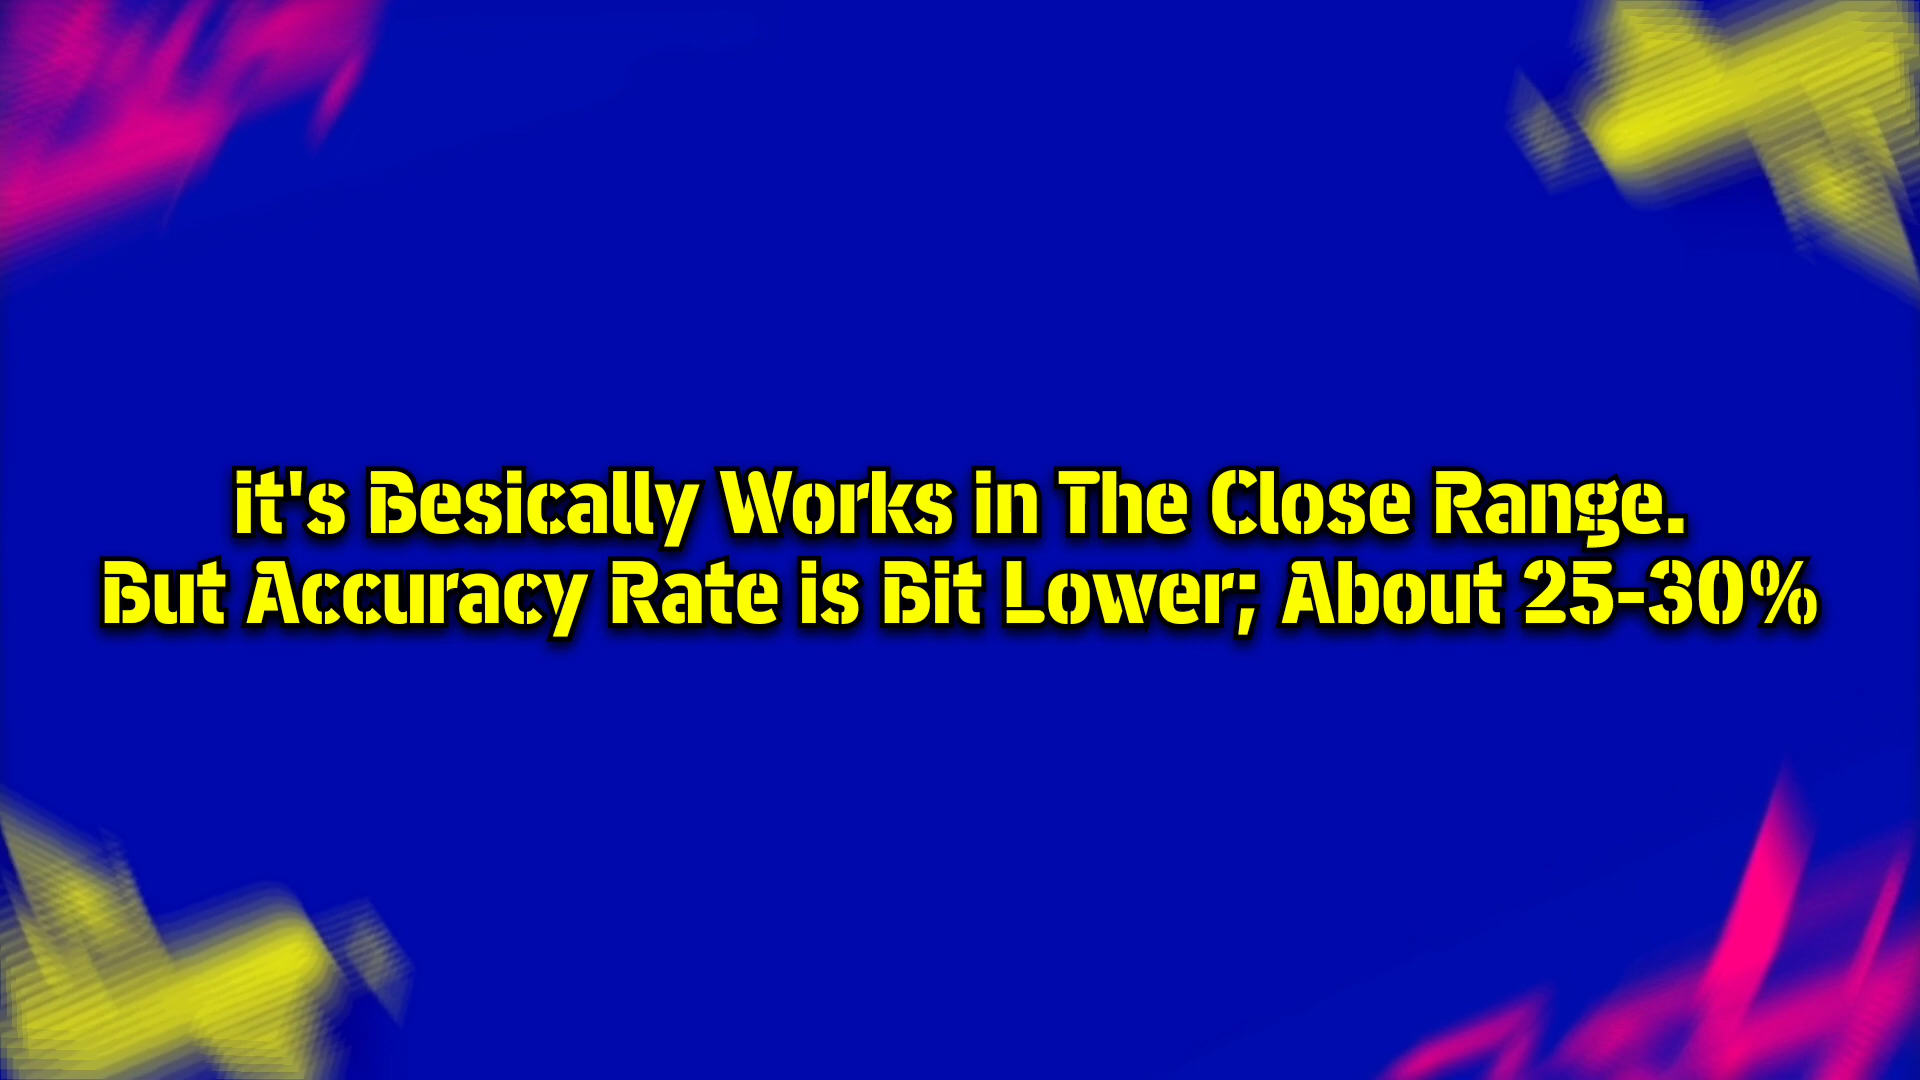 it's Besically Works in The Close Range.
But Accuracy Rate is Bit Lower; About 25-30%